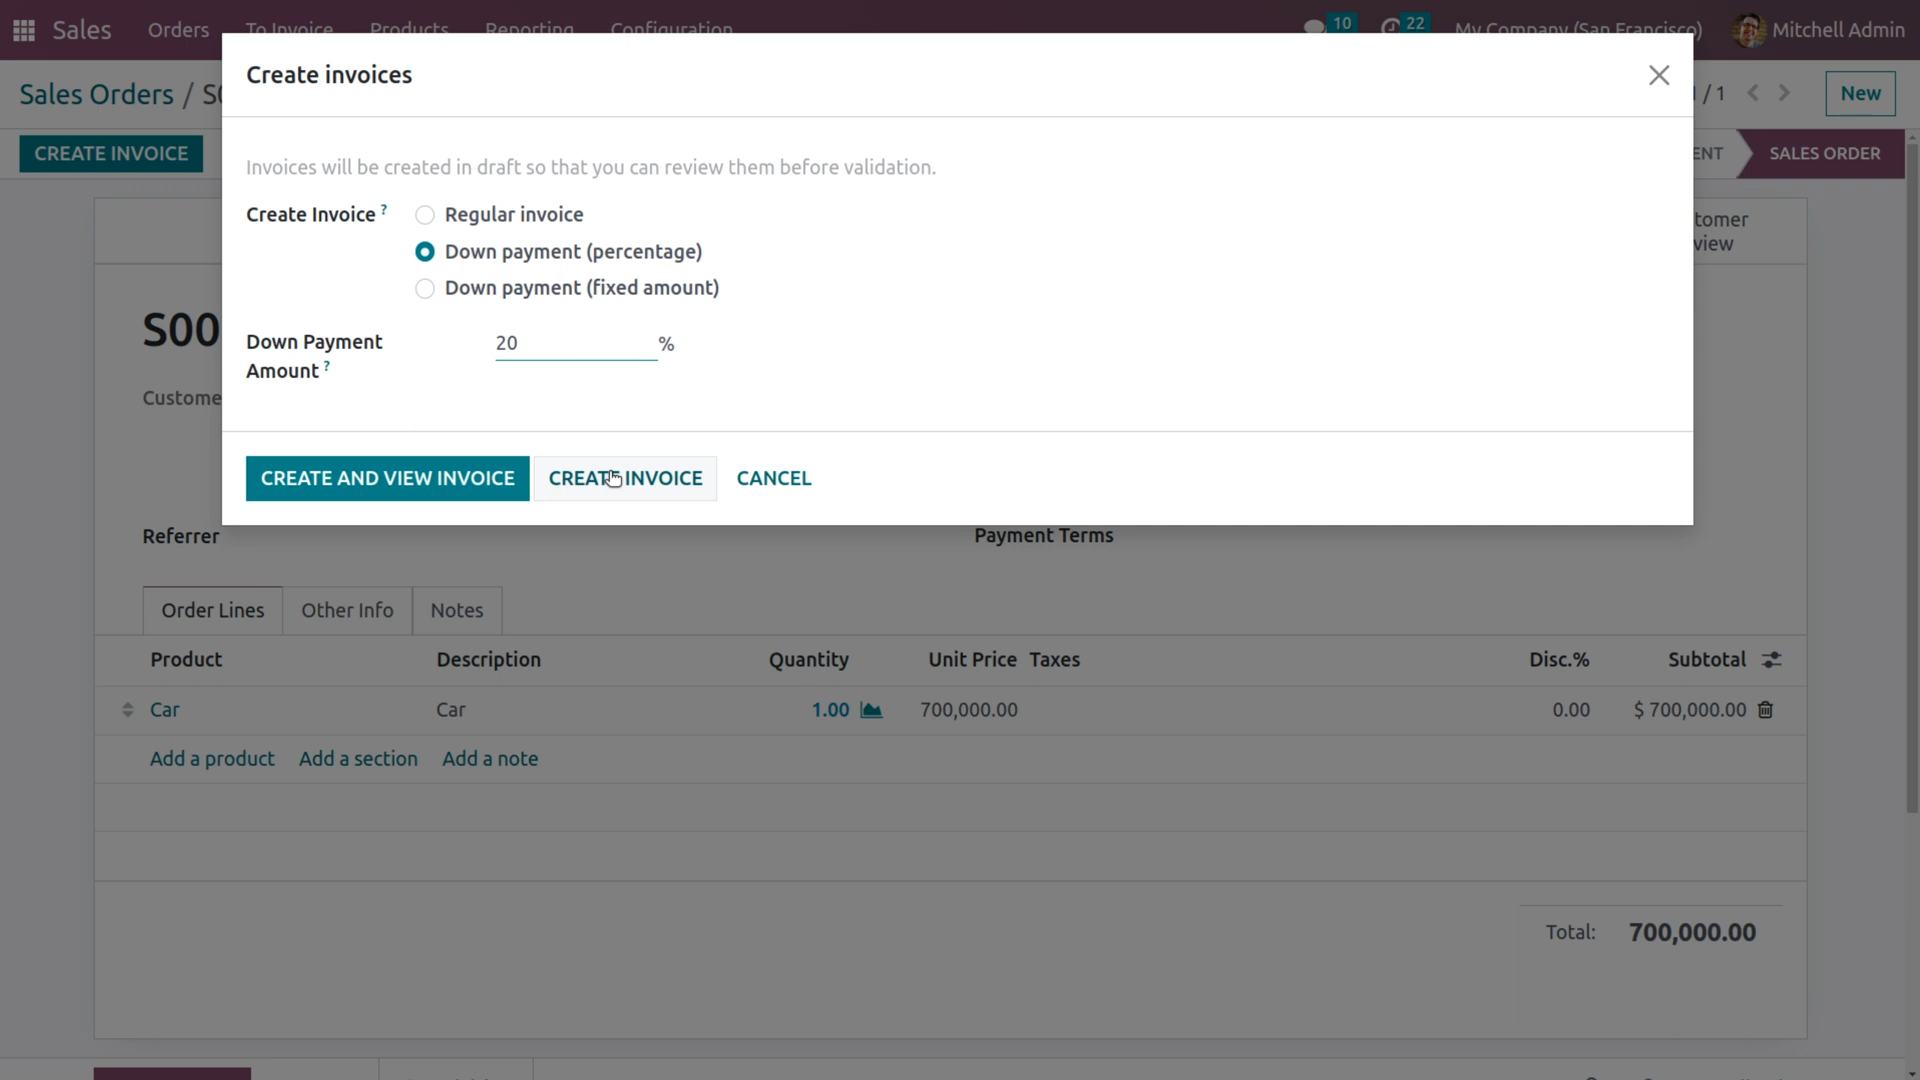 Sales Orders To Invoice Products Reporting Configuration 10 22 My Company (San Francisco) Mitchell Admin
Create invoices
Sales Orders / S0
/ 1 New
Invoices will be created in draft so that you can review them before validation.
CREATE INVOICE
ENT SALES ORDER
Create Invoice ? Regular invoice
Down payment (percentage)
Down payment (fixed amount)
tomer
view
S00
Down Payment
Amount ?
20 %
Custome
CREATE AND VIEW INVOICE CREATE INVOICE CANCEL
Referrer Payment Terms
Order Lines Other Info Notes
Product Description Quantity Unit Price Taxes Disc.% Subtotal
Car Car 1.00 700,000.00 0.00 $ 700,000.00
Add a product Add a section Add a note
Total: 700,000.00